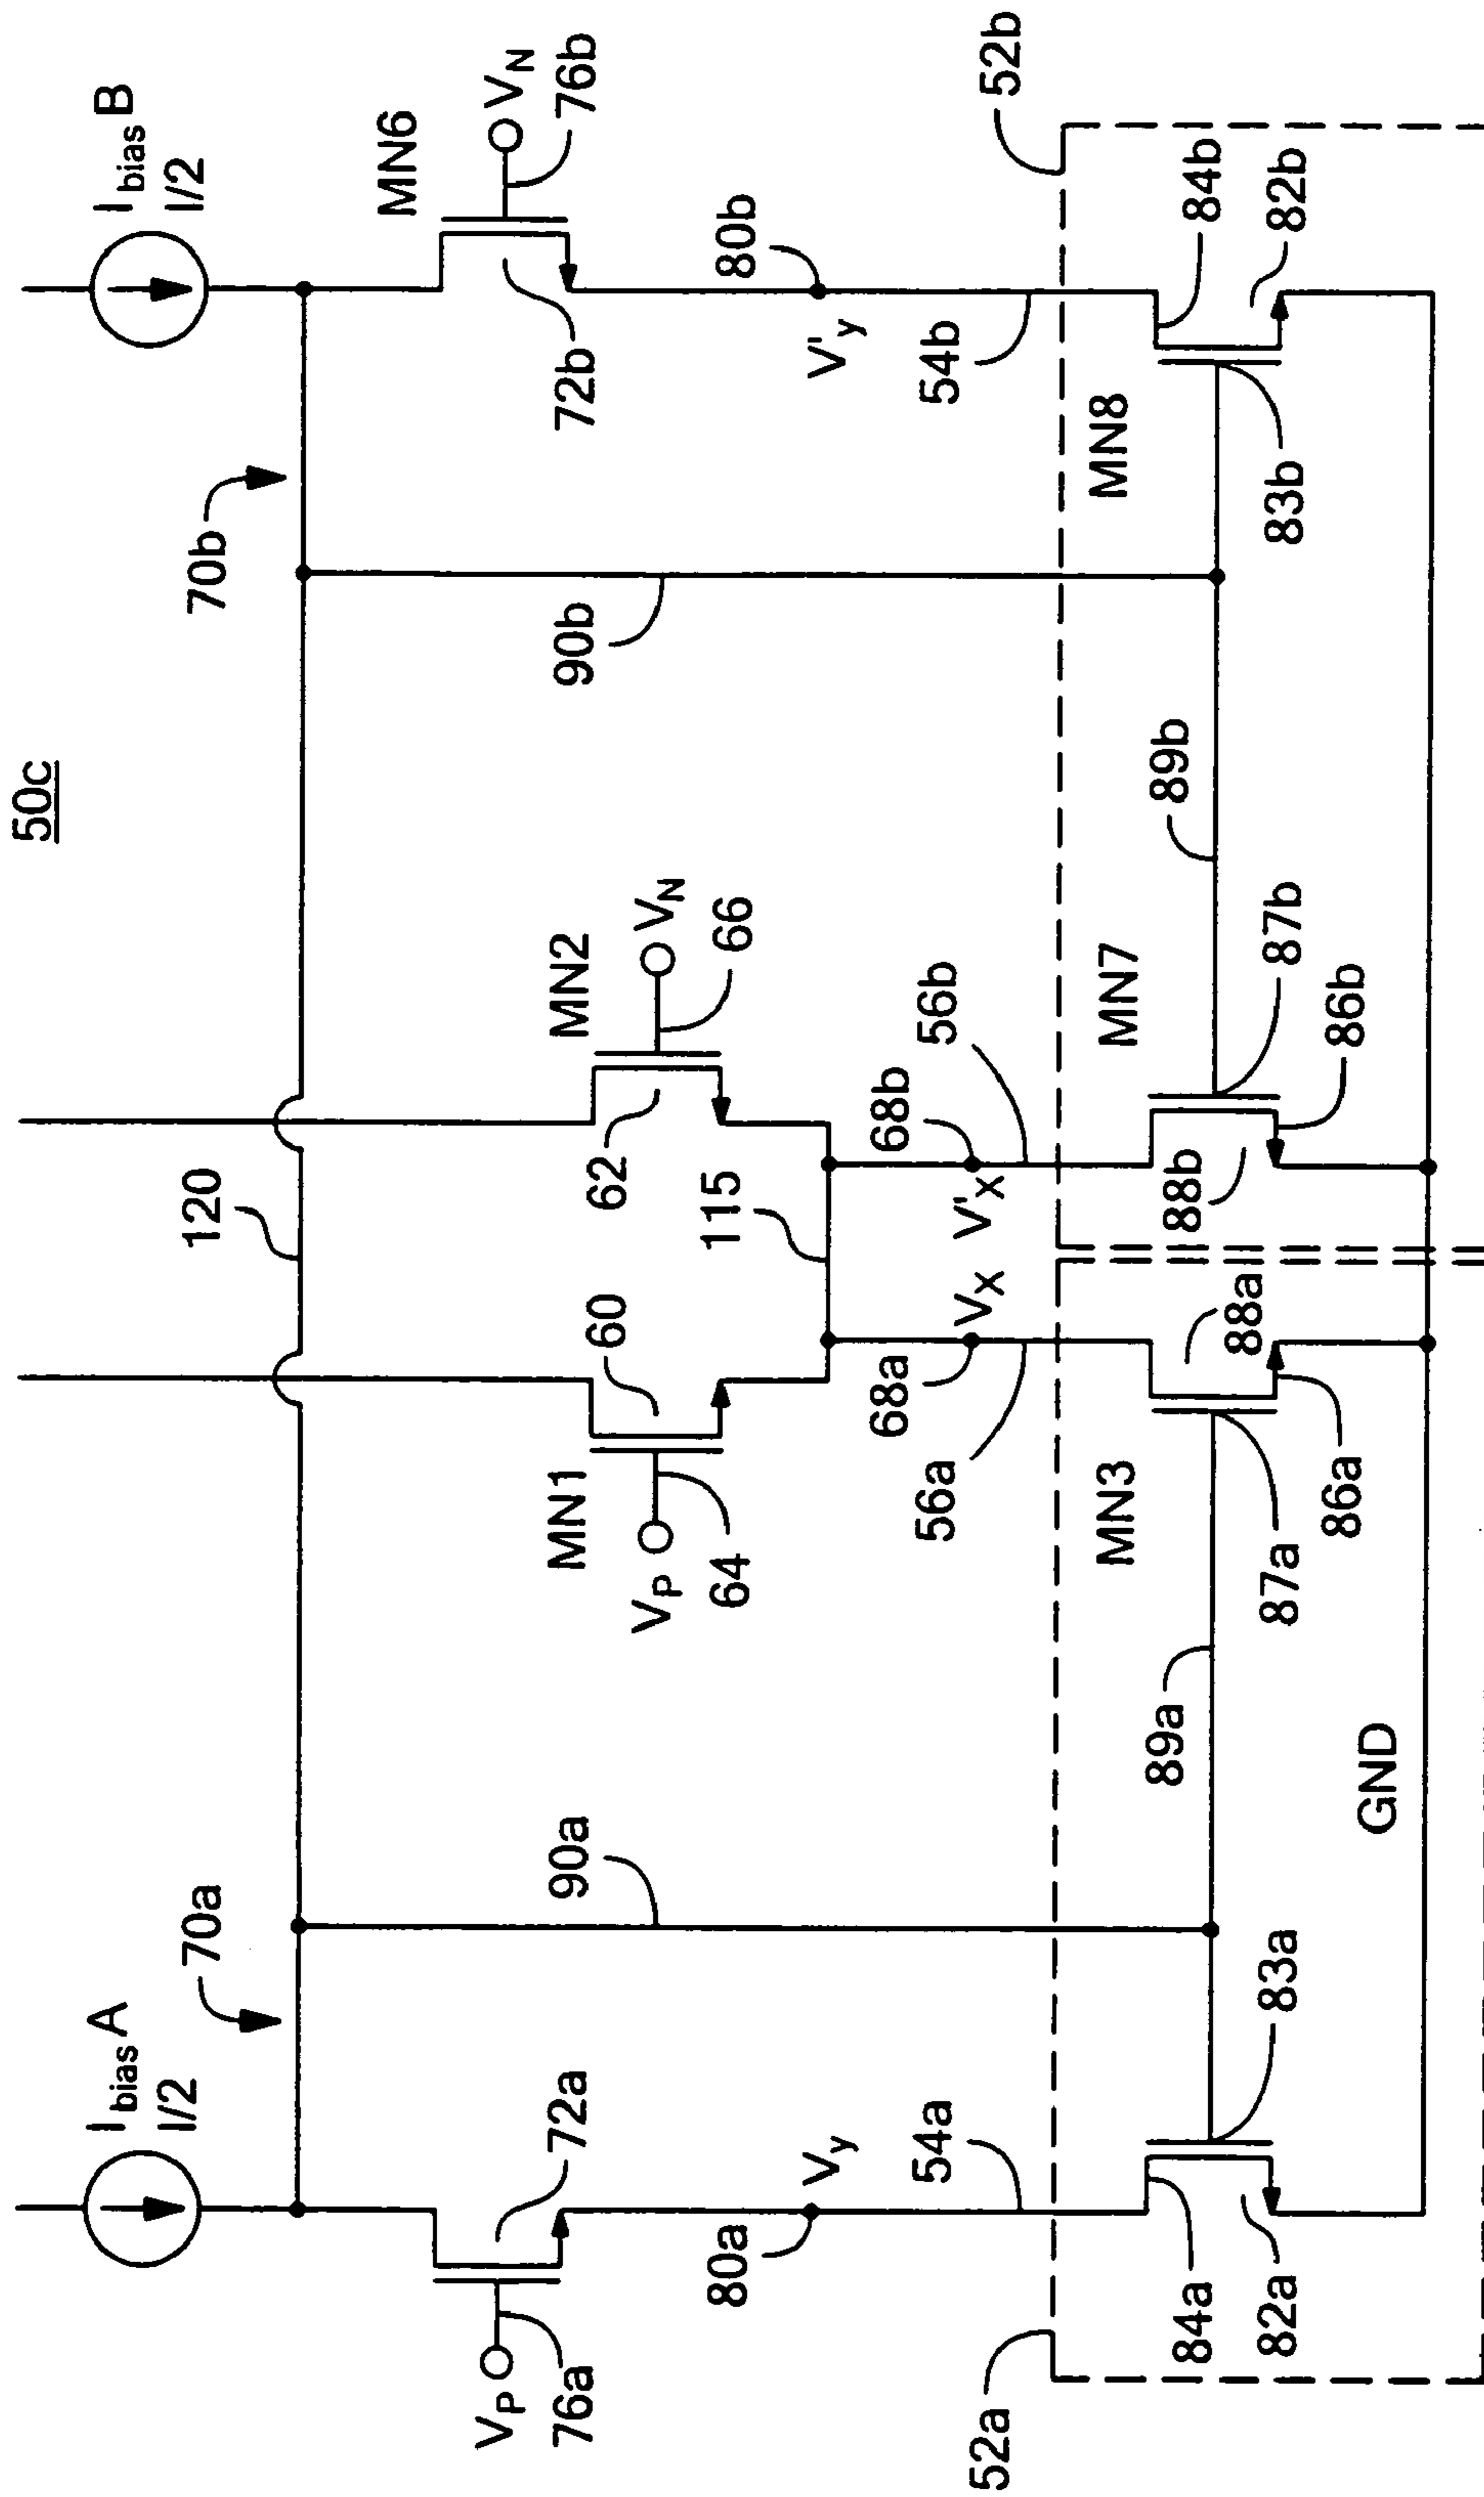 50c
I bias A
I/2
I bias B
I/2
70a
120
70b
MN6
VP
76a
72a
72b
VN
76b
90a
90b
MN1
VP
64
60
62
MN2
VN
66
115
80a
Vy
80b
V'y
68a
Vx
68b
V'x
54a
56a
56b
54b
52a
52b
MN3
MN7
MN8
84a
82a
83a
89a
87a
86a
88a
88b
86b
87b
89b
83b
84b
82b
GND